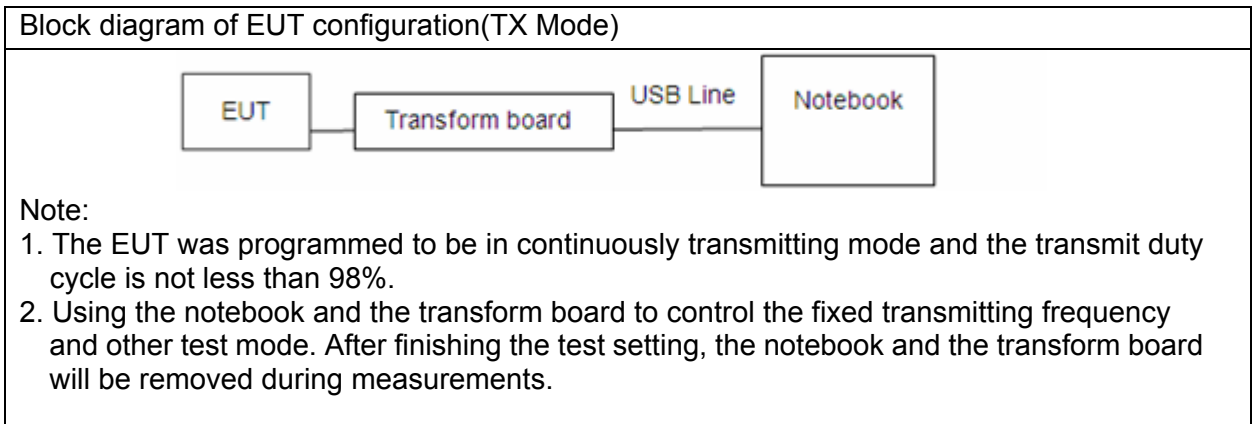 Block diagram of EUT configuration(TX Mode)
EUT
Transform board
USB Line
Notebook
Note:
1. The EUT was programmed to be in continuously transmitting mode and the transmit duty
cycle is not less than 98%.
2. Using the notebook and the transform board to control the fixed transmitting frequency
and other test mode. After finishing the test setting, the notebook and the transform board
will be removed during measurements.